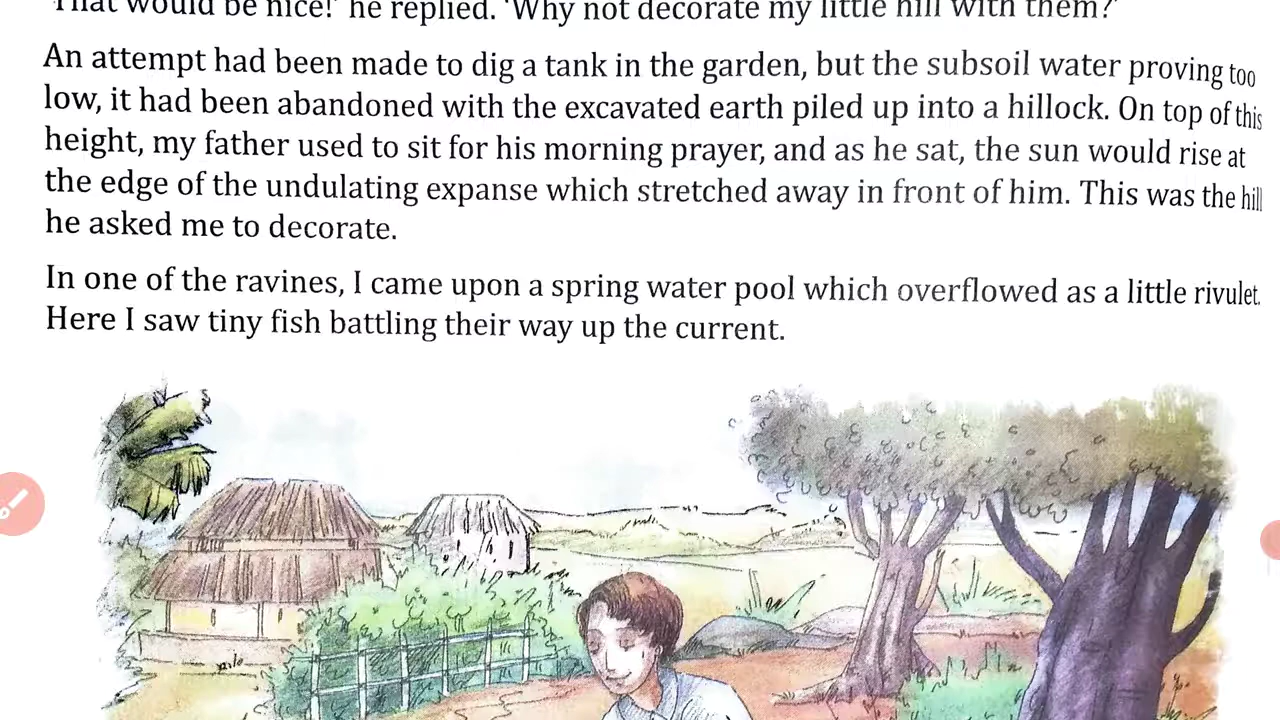 'That would be nice!' he replied. 'Why not decorate my little hill with them?'
An attempt had been made to dig a tank in the garden, but the subsoil water proving too
low, it had been abandoned with the excavated earth piled up into a hillock. On top of this
height, my father used to sit for his morning prayer, and as he sat, the sun would rise at
the edge of the undulating expanse which stretched away in front of him. This was the hill
he asked me to decorate.
In one of the ravines, I came upon a spring water pool which overflowed as a little rivulet.
Here I saw tiny fish battling their way up the current.